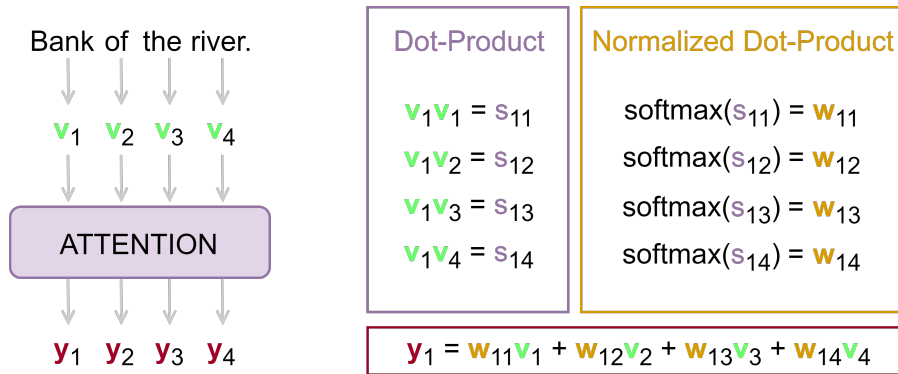 Bank of the river.
v₁ v₂ v₃ v₄
ATTENTION
y₁ y₂ y₃ y₄
Dot-Product
v₁v₁ = s₁₁
v₁v₂ = s₁₂
v₁v₃ = s₁₃
v₁v₄ = s₁₄
Normalized Dot-Product
softmax(s₁₁) = w₁₁
softmax(s₁₂) = w₁₂
softmax(s₁₃) = w₁₃
softmax(s₁₄) = w₁₄
y₁ = w₁₁v₁ + w₁₂v₂ + w₁₃v₃ + w₁₄v₄